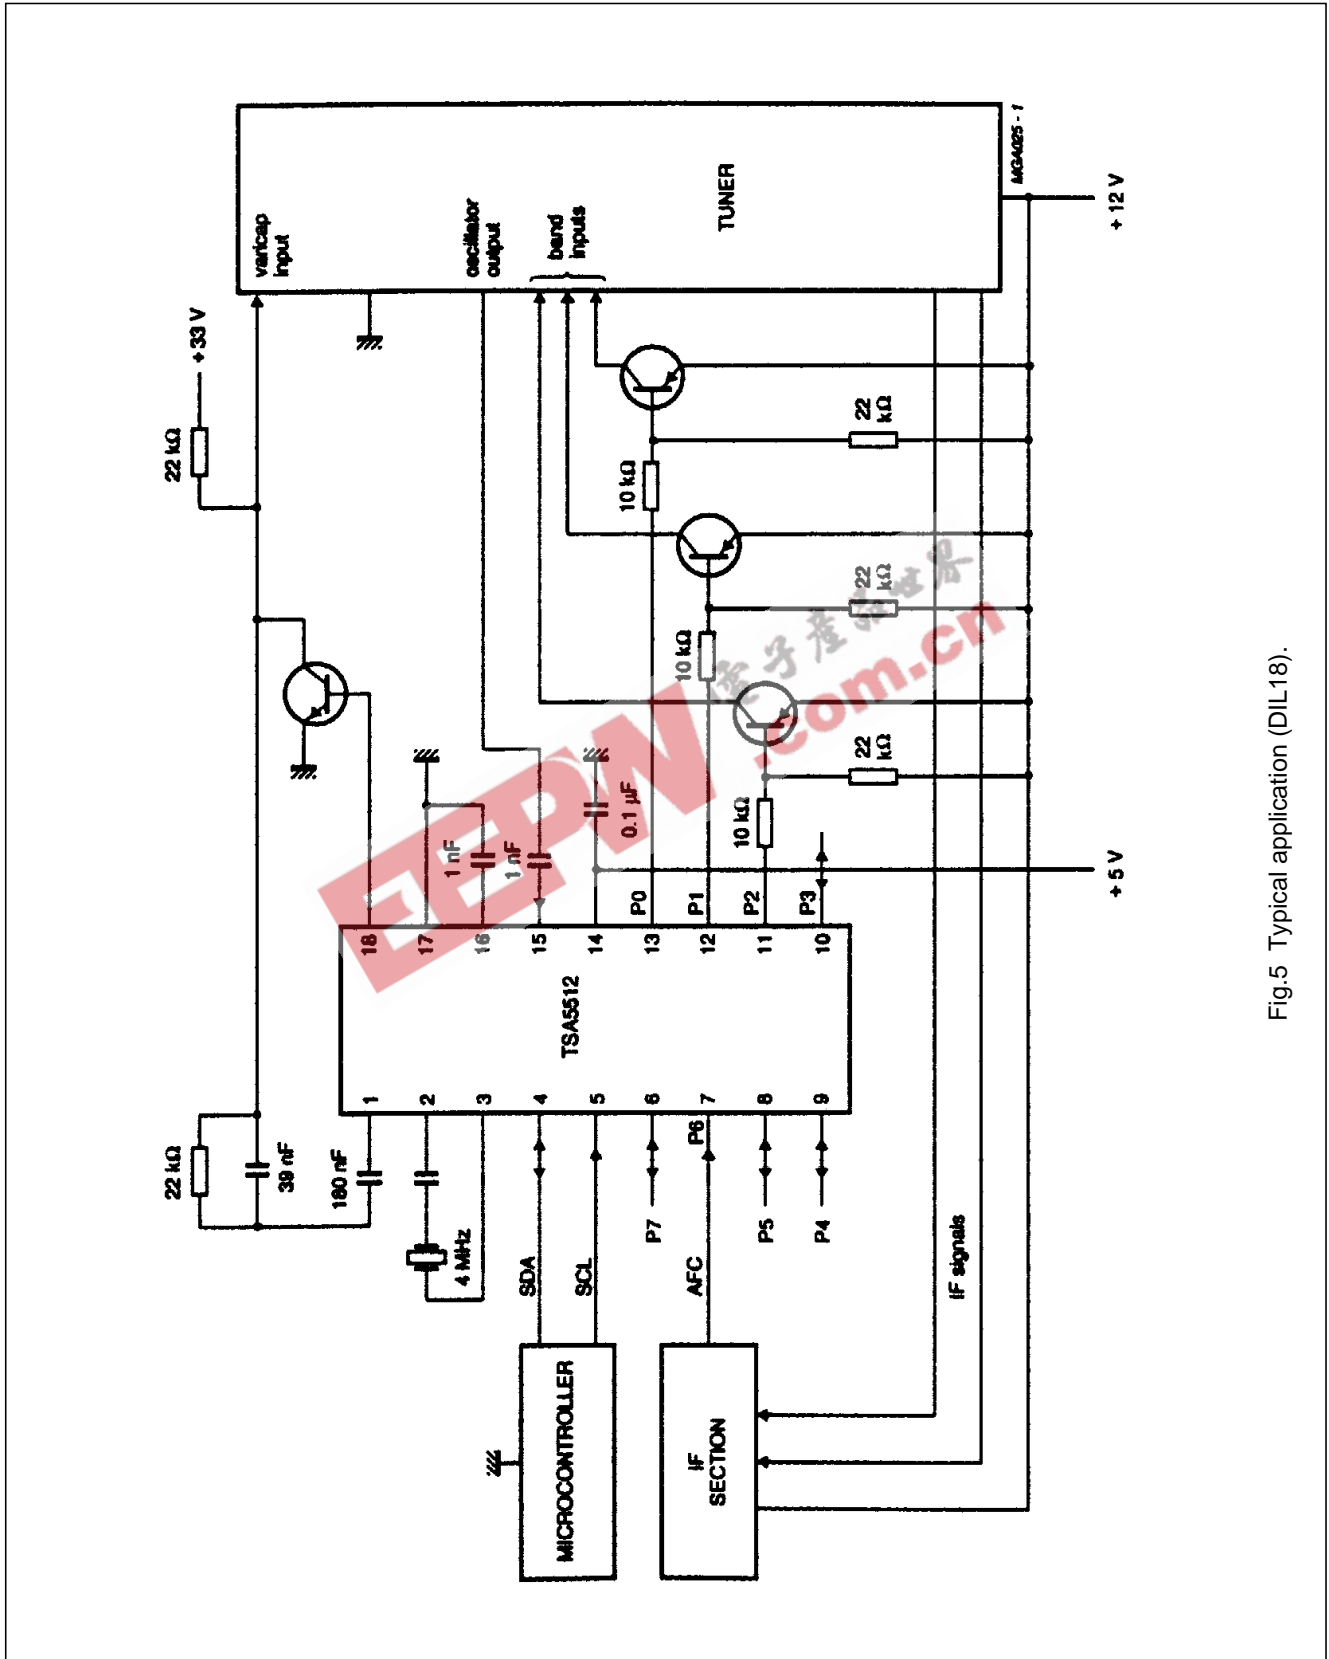 22 kΩ
39 nF
180 nF
4 MHz
22 kΩ
+33 V
varicap
input
oscillator
output
band
inputs
TUNER
MGA025 - 1
+ 12 V
1
2
3
4
5
6
7
8
9
18
17
16
15
14
13
12
11
10
TSA5512
1 nF
1 nF
0.1 µF
P0
P1
P2
P3
P6
10 kΩ
10 kΩ
10 kΩ
22
kΩ
22
kΩ
22
kΩ
+ 5 V
SDA
SCL
AFC
P7
P5
P4
MICROCONTROLLER
IF
SECTION
IF signals
EEPW
.com.cn
電子産品世界
Fig.5 Typical application (DIL18).